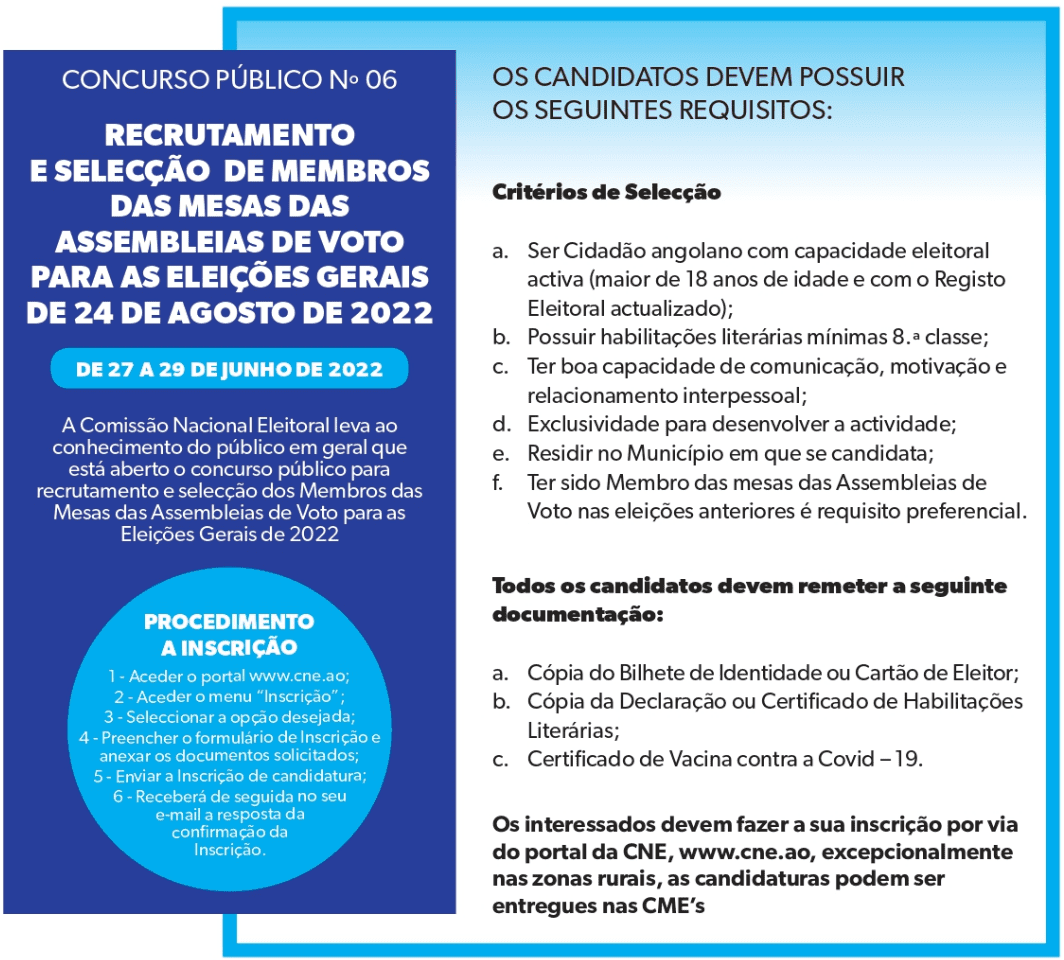 CONCURSO PÚBLICO Nº 06
RECRUTAMENTO
E SELECÇÃO DE MEMBROS
DAS MESAS DAS
ASSEMBLEIAS DE VOTO
PARA AS ELEIÇÕES GERAIS
DE 24 DE AGOSTO DE 2022
DE 27 A 29 DE JUNHO DE 2022
A Comissão Nacional Eleitoral leva ao
conhecimento do público em geral que
está aberto o concurso público para
recrutamento e selecção dos Membros das
Mesas das Assembleias de Voto para as
Eleições Gerais de 2022
PROCEDIMENTO
A INSCRIÇÃO
1 - Aceder o portal www.cne.ao;
2 - Aceder o menu “Inscrição”;
3 - Seleccionar a opção desejada;
4 - Preencher o formulário de Inscrição e
anexar os documentos solicitados;
5 - Enviar a Inscrição de candidatura;
6 - Receberá de seguida no seu
e-mail a resposta da
confirmação da
Inscrição.
OS CANDIDATOS DEVEM POSSUIR
OS SEGUINTES REQUISITOS:
Critérios de Selecção
a. Ser Cidadão angolano com capacidade eleitoral
activa (maior de 18 anos de idade e com o Registo
Eleitoral actualizado);
b. Possuir habilitações literárias mínimas 8.ª classe;
c. Ter boa capacidade de comunicação, motivação e
relacionamento interpessoal;
d. Exclusividade para desenvolver a actividade;
e. Residir no Município em que se candidata;
f. Ter sido Membro das mesas das Assembleias de
Voto nas eleições anteriores é requisito preferencial.
Todos os candidatos devem remeter a seguinte
documentação:
a. Cópia do Bilhete de Identidade ou Cartão de Eleitor;
b. Cópia da Declaração ou Certificado de Habilitações
Literárias;
c. Certificado de Vacina contra a Covid – 19.
Os interessados devem fazer a sua inscrição por via
do portal da CNE, www.cne.ao, excepcionalmente
nas zonas rurais, as candidaturas podem ser
entregues nas CME’s